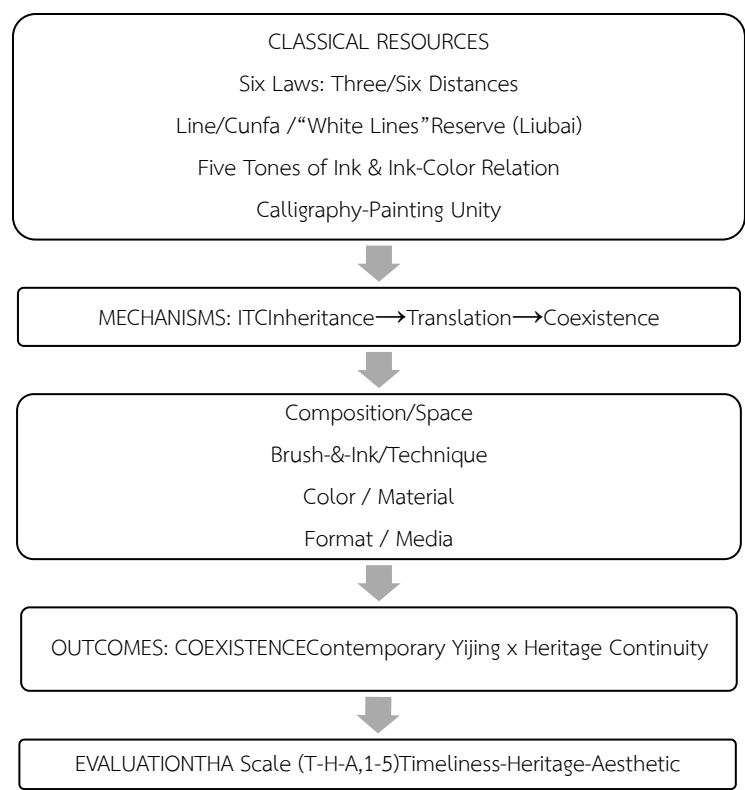 CLASSICAL RESOURCES
Six Laws: Three/Six Distances
Line/Cunfa /“White Lines”Reserve (Liubai)
Five Tones of Ink & Ink-Color Relation
Calligraphy-Painting Unity
MECHANISMS: ITCInheritance→Translation→Coexistence
Composition/Space
Brush-&-Ink/Technique
Color / Material
Format / Media
OUTCOMES: COEXISTENCEContemporary Yijing x Heritage Continuity
EVALUATIONTHA Scale (T-H-A,1-5)Timeliness-Heritage-Aesthetic